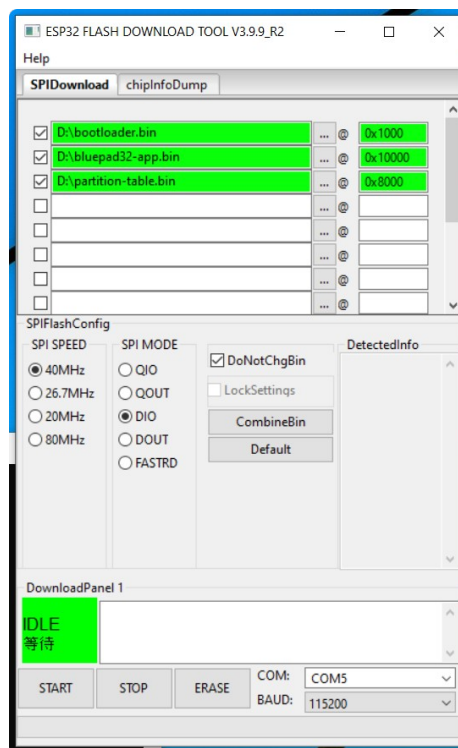 ESP32 FLASH DOWNLOAD TOOL V3.9.9_R2
Help
SPIDownload chipInfoDump
D:\bootloader.bin ... @ 0x1000
D:\bluepad32-app.bin ... @ 0x10000
D:\partition-table.bin ... @ 0x8000
... @
... @
... @
... @
... @
SPIFlashConfig
SPI SPEED SPI MODE DetectedInfo
40MHz QIO DoNotChgBin
26.7MHz QOUT LockSettings
20MHz DIO CombineBin
80MHz DOUT Default
FASTRD
DownloadPanel 1
IDLE
等待
START STOP ERASE COM: COM5
BAUD: 115200